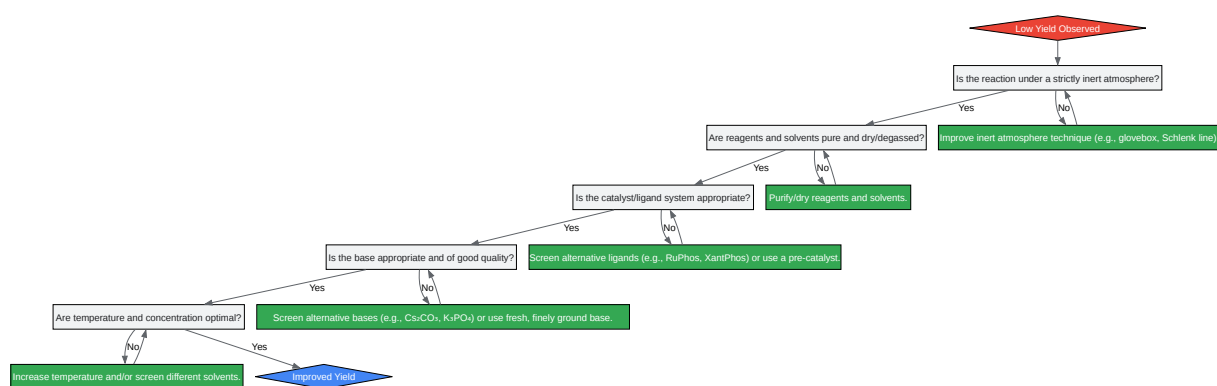 Low Yield Observed
Is the reaction under a strictly inert atmosphere?
Yes
No
Are reagents and solvents pure and dry/degassed?
Improve inert atmosphere technique (e.g., glovebox, Schlenk line)
Yes
No
Is the catalyst/ligand system appropriate?
Purify/dry reagents and solvents.
Yes
No
Is the base appropriate and of good quality?
Screen alternative ligands (e.g., RuPhos, XantPhos) or use a pre-catalyst.
Yes
No
Are temperature and concentration optimal?
Screen alternative bases (e.g., Cs₂CO₃, K₃PO₄) or use fresh, finely ground base.
No
Yes
Increase temperature and/or screen different solvents.
Improved Yield